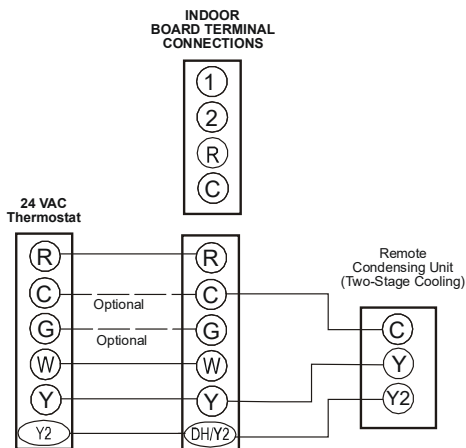 INDOOR
BOARD TERMINAL
CONNECTIONS
1
2
R
C
24 VAC
Thermostat
R
C
G
W
Y
Y2
Optional
Optional
R
C
G
W
Y
DH/Y2
Remote
Condensing Unit
(Two-Stage Cooling)
C
Y
Y2